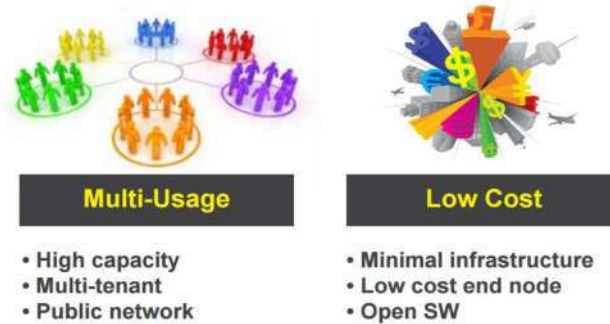 Multi-Usage
• High capacity
• Multi-tenant
• Public network
Low Cost
• Minimal infrastructure
• Low cost end node
• Open SW